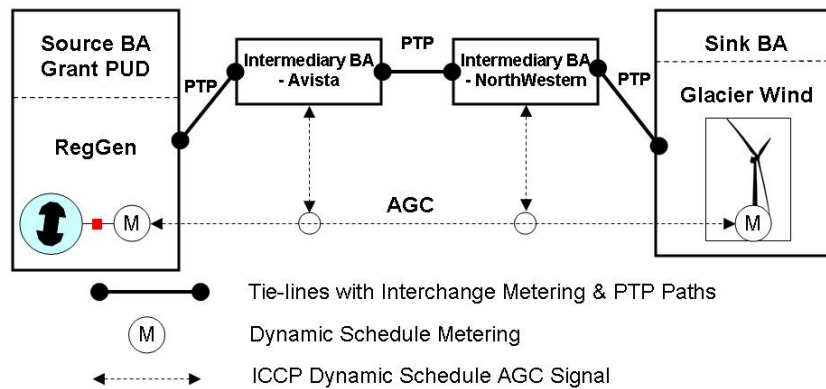 Source BA
Grant PUD
RegGen
M
PTP
Intermediary BA
- Avista
PTP
Intermediary BA
- NorthWestern
PTP
Sink BA
Glacier Wind
M
AGC
Tie-lines with Interchange Metering & PTP Paths
M
Dynamic Schedule Metering
ICCP Dynamic Schedule AGC Signal